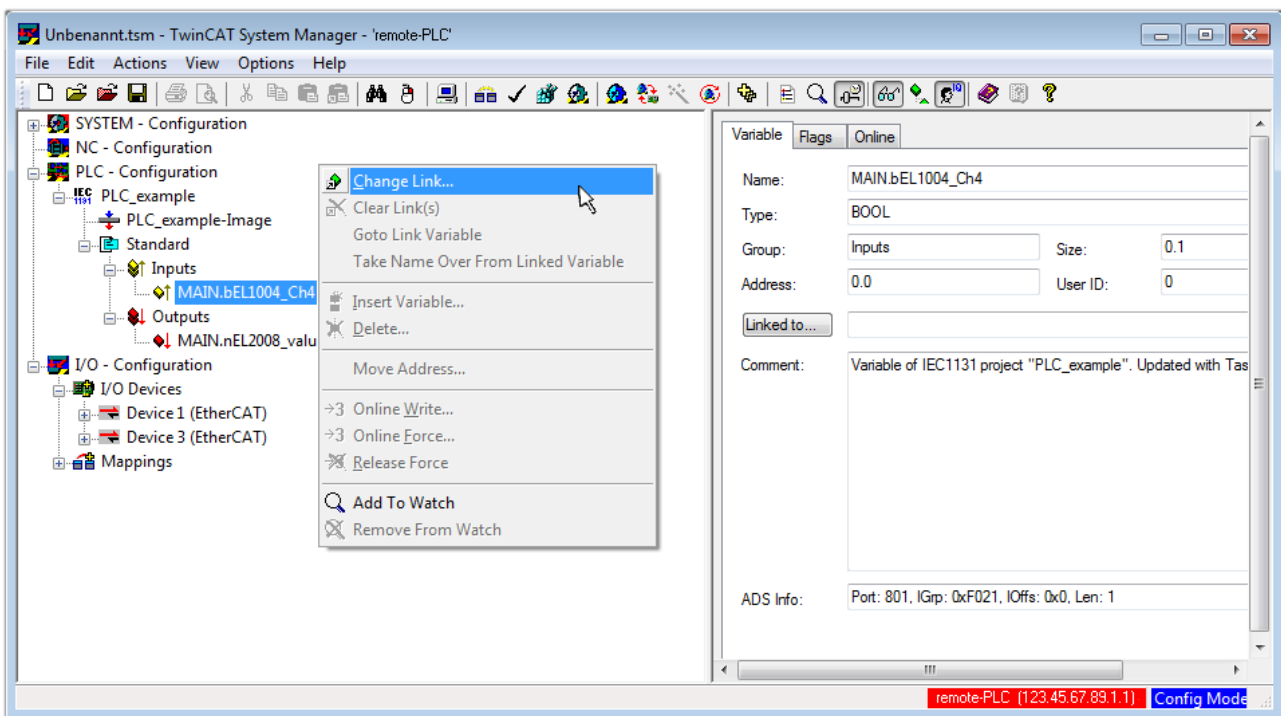 Unbenannt.tsm - TwinCAT System Manager - 'remote-PLC'
File Edit Actions View Options Help
SYSTEM - Configuration
NC - Configuration
PLC - Configuration
IEC 1131 PLC_example
PLC_example-Image
Standard
Inputs
MAIN.bEL1004_Ch4
Outputs
MAIN.nEL2008_valu
I/O - Configuration
I/O Devices
Device 1 (EtherCAT)
Device 3 (EtherCAT)
Mappings
Change Link...
Clear Link(s)
Goto Link Variable
Take Name Over From Linked Variable
Insert Variable...
Delete...
Move Address...
→3 Online Write...
→3 Online Force...
Release Force
Add To Watch
Remove From Watch
Variable Flags Online
Name: MAIN.bEL1004_Ch4
Type: BOOL
Group: Inputs Size: 0.1
Address: 0.0 User ID: 0
Linked to...
Comment: Variable of IEC1131 project "PLC_example". Updated with Tas
ADS Info: Port: 801, IGrp: 0xF021, IOffs: 0x0, Len: 1
remote-PLC (123.45.67.89.1.1) Config Mode